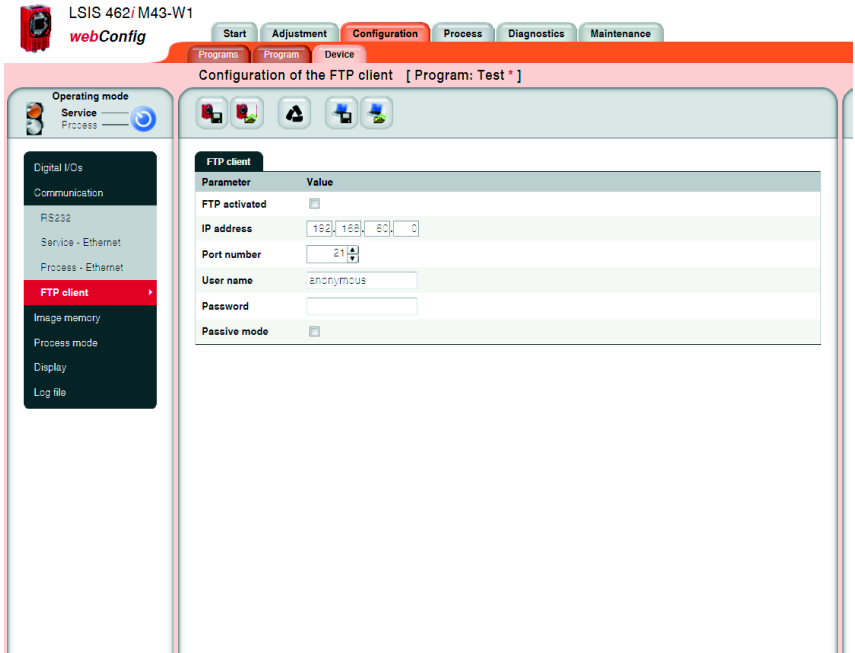 LSIS 462i M43-W1
webConfig
Start Adjustment Configuration Process Diagnostics Maintenance
Programs Program Device
Configuration of the FTP client [ Program: Test * ]
Operating mode
Service
Process
Digital I/Os
Communication
RS232
Service - Ethernet
Process - Ethernet
FTP client
Image memory
Process mode
Display
Log file
FTP client
Parameter Value
FTP activated
IP address 192. 168. 60. 0
Port number 21
User name anonymous
Password
Passive mode